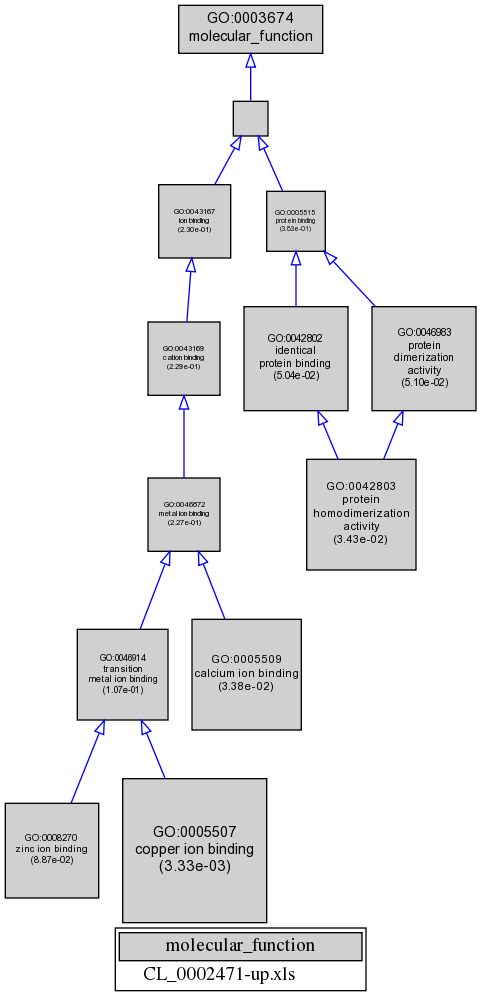 GO:0003674
molecular_function
GO:0043167
ion binding
(2.30e-01)
GO:0005515
protein binding
(3.63e-01)
GO:0043169
cation binding
(2.29e-01)
GO:0042802
identical
protein binding
(5.04e-02)
GO:0046983
protein
dimerization
activity
(5.10e-02)
GO:0046872
metal ion binding
(2.27e-01)
GO:0042803
protein
homodimerization
activity
(3.43e-02)
GO:0046914
transition
metal ion binding
(1.07e-01)
GO:0005509
calcium ion binding
(3.38e-02)
GO:0008270
zinc ion binding
(8.87e-02)
GO:0005507
copper ion binding
(3.33e-03)
molecular_function
CL_0002471-up.xls